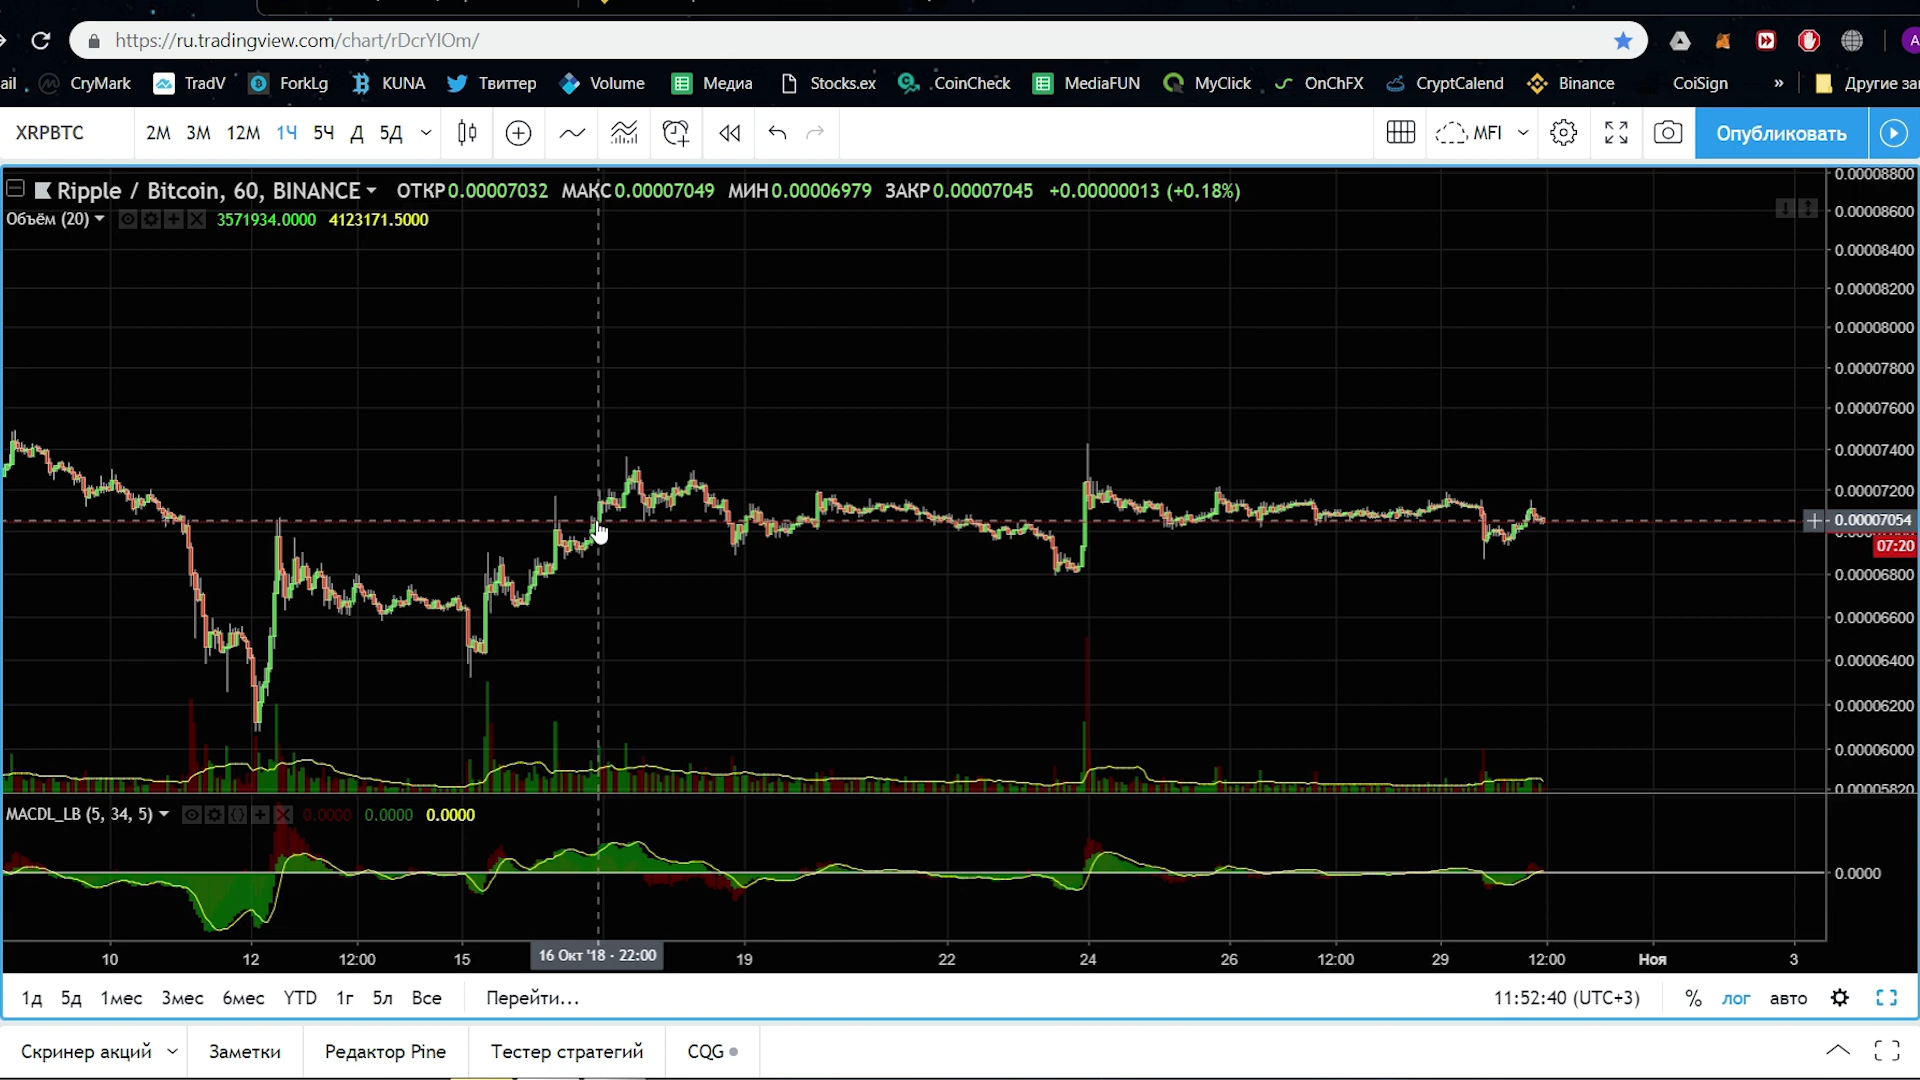 https://ru.tradingview.com/chart/rDcrYIOm/
ail CryMark TradV ForkLg KUNA Твиттер Volume Медиа Stocks.ex CoinCheck MediaFUN MyClick OnChFX CryptCalend Binance CoiSign » Другие за
XRPBTC 2М 3М 12М 1Ч 5Ч Д 5Д MFI Опубликовать
Ripple / Bitcoin, 60, BINANCE ОТКР 0.00007032 МАКС 0.00007049 МИН 0.00006979 ЗАКР 0.00007045 +0.00000013 (+0.18%)
Объём (20) 3571934.0000 4123171.5000
0.00008800
0.00008600
0.00008400
0.00008200
0.00008000
0.00007800
0.00007600
0.00007400
0.00007200
0.00007054
07:20
0.00006800
0.00006600
0.00006400
0.00006200
0.00006000
0.00005820
MACDL_LB (5, 34, 5) 0.0000 0.0000 0.0000
0.0000
10 12 12:00 15 16 Окт '18 - 22:00 19 22 24 26 12:00 29 12:00 Ноя 3
1д 5д 1мес 3мес 6мес YTD 1г 5л Все Перейти... 11:52:40 (UTC+3) % лог авто
Скринер акций Заметки Редактор Pine Тестер стратегий CQG